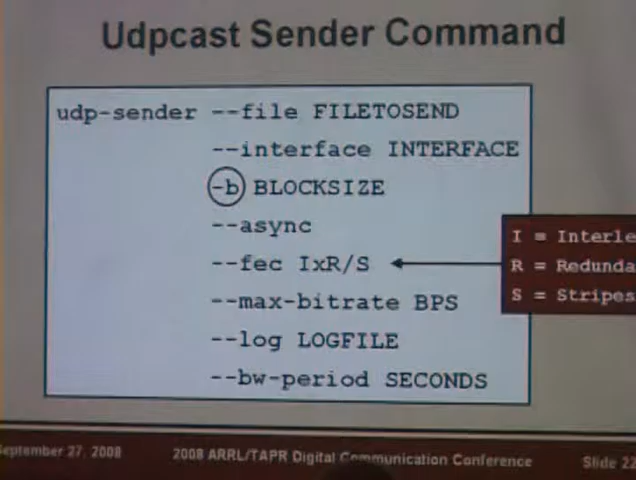 Udpcast Sender Command
udp-sender --file FILETOSEND
--interface INTERFACE
-b BLOCKSIZE
--async
--fec IxR/S
--max-bitrate BPS
--log LOGFILE
--bw-period SECONDS
I = Interle
R = Redunda
S = Stripes
September 27, 2008 2008 ARRL/TAPR Digital Communication Conference Slide 22